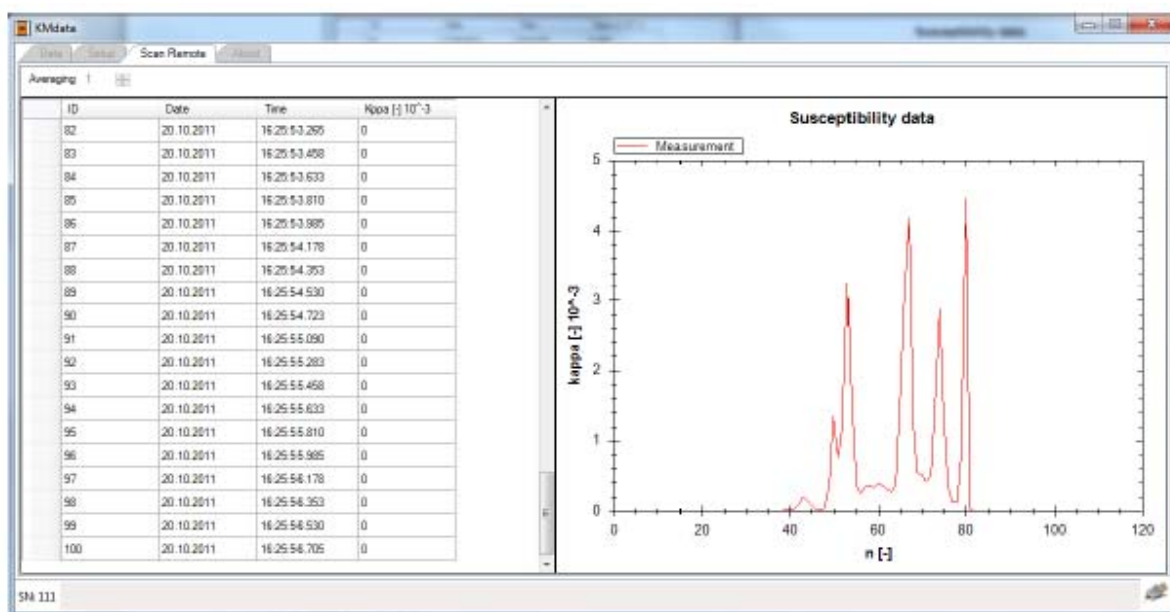 KMdata
Data Setup Scan Remote About
Averaging 1
ID Date Time Kppa [-] 10^-3
82 20.10.2011 16:25:53.265 0
83 20.10.2011 16:25:53.458 0
84 20.10.2011 16:25:53.633 0
85 20.10.2011 16:25:53.810 0
86 20.10.2011 16:25:53.985 0
87 20.10.2011 16:25:54.178 0
88 20.10.2011 16:25:54.353 0
89 20.10.2011 16:25:54.530 0
90 20.10.2011 16:25:54.723 0
91 20.10.2011 16:25:55.090 0
92 20.10.2011 16:25:55.283 0
93 20.10.2011 16:25:55.458 0
94 20.10.2011 16:25:55.633 0
95 20.10.2011 16:25:55.810 0
96 20.10.2011 16:25:55.985 0
97 20.10.2011 16:25:56.178 0
98 20.10.2011 16:25:56.353 0
99 20.10.2011 16:25:56.530 0
100 20.10.2011 16:25:56.705 0
Susceptibility data
Measurement
5
4
3
2
1
0
kappa [-] 10^-3
0 20 40 60 80 100 120
n [-]
SN: 111